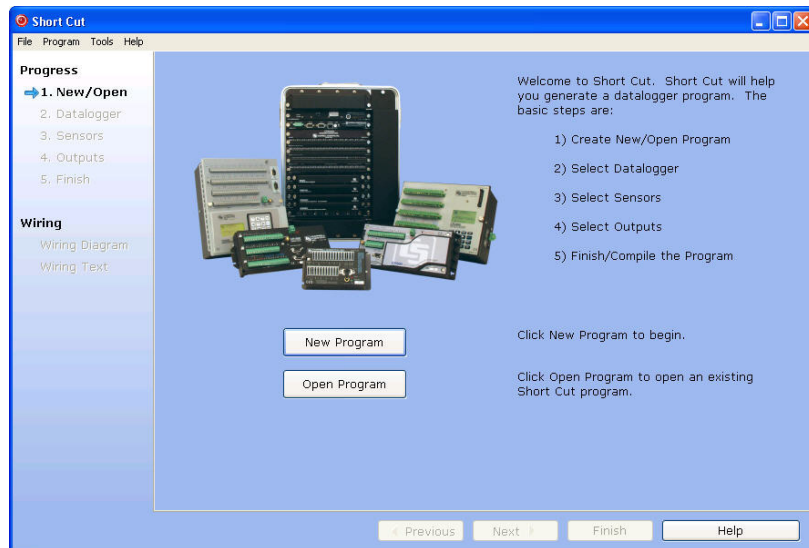 Short Cut
File Program Tools Help
Progress
1. New/Open
2. Datalogger
3. Sensors
4. Outputs
5. Finish
Wiring
Wiring Diagram
Wiring Text
Welcome to Short Cut. Short Cut will help
you generate a datalogger program. The
basic steps are:
1) Create New/Open Program
2) Select Datalogger
3) Select Sensors
4) Select Outputs
5) Finish/Compile the Program
New Program
Click New Program to begin.
Open Program
Click Open Program to open an existing
Short Cut program.
Previous
Next
Finish
Help